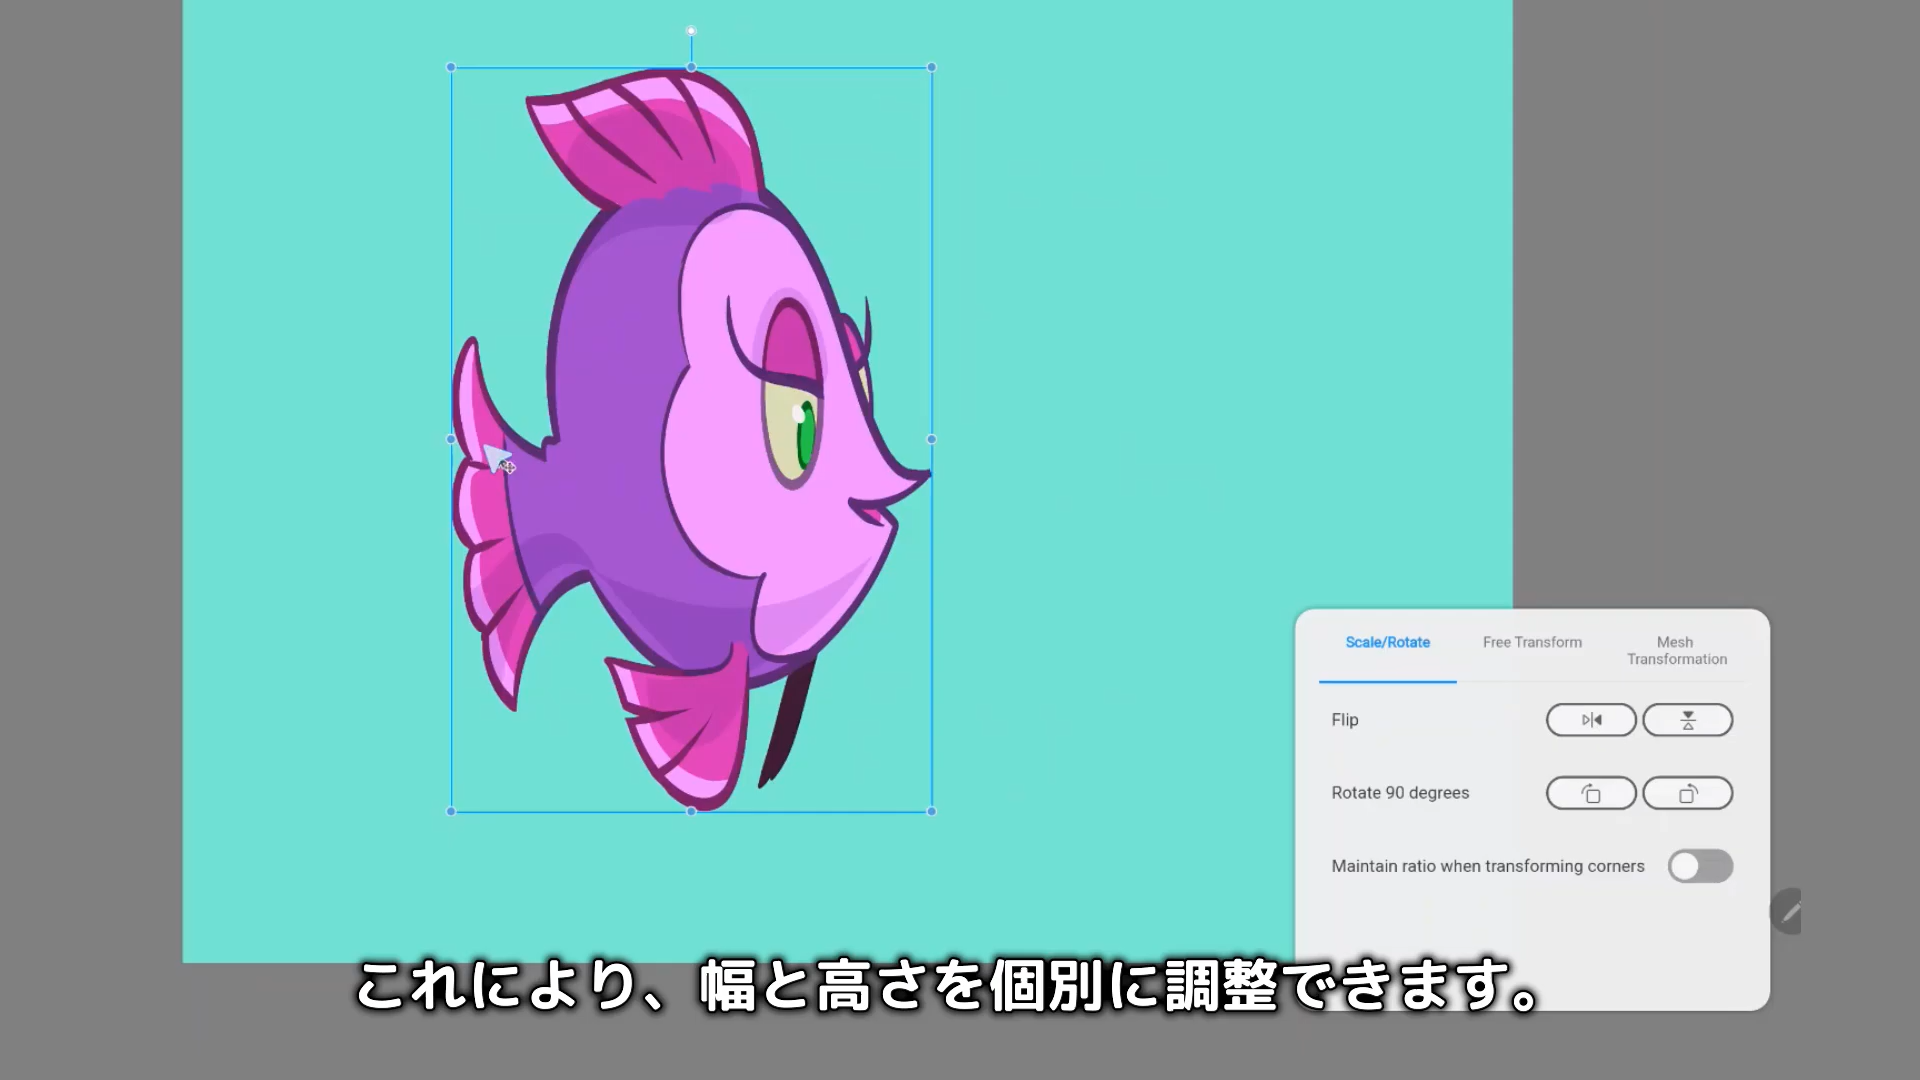 Scale/Rotate
Free Transform
Mesh
Transformation
Flip
Rotate 90 degrees
Maintain ratio when transforming corners
これにより、幅と高さを個別に調整できます。